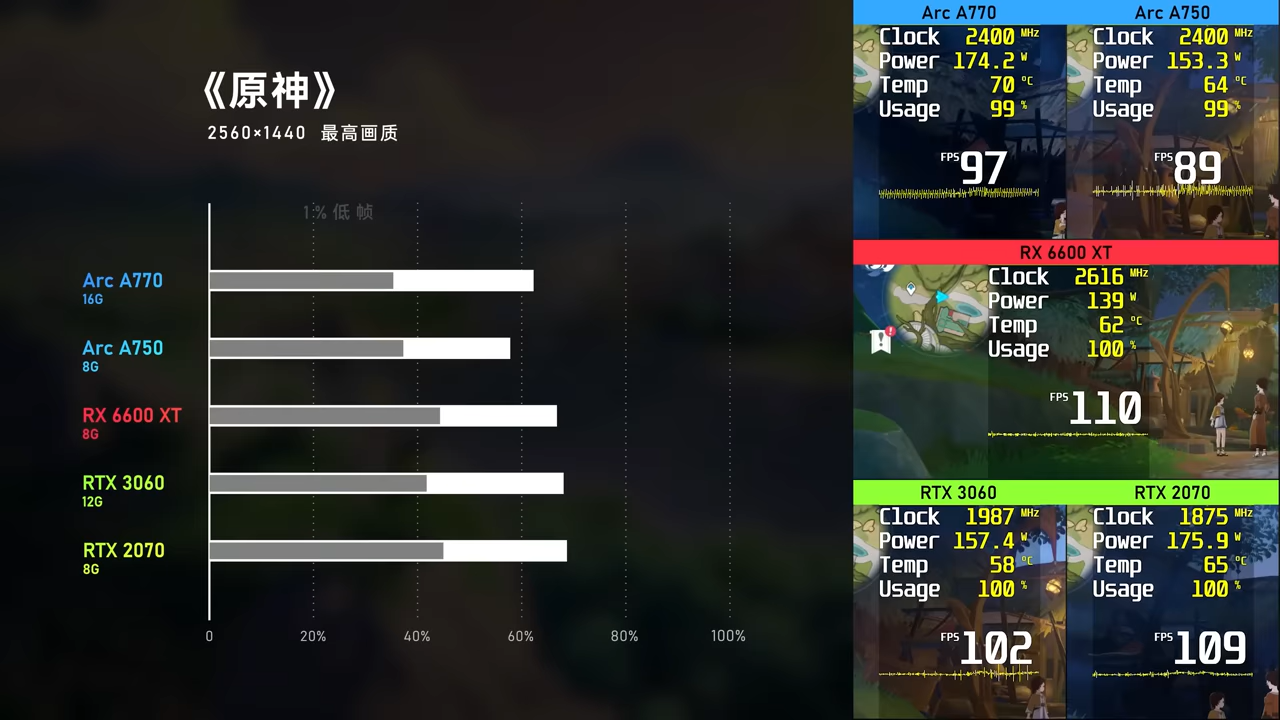 《原神》
2560×1440 最高画质
1%低帧
Arc A770
16G
Arc A750
8G
RX 6600 XT
8G
RTX 3060
12G
RTX 2070
8G
0 20% 40% 60% 80% 100%
Arc A770
Clock 2400 MHz
Power 174.2 W
Temp 70 °C
Usage 99 %
FPS 97
Arc A750
Clock 2400 MHz
Power 153.3 W
Temp 64 °C
Usage 99 %
FPS 89
RX 6600 XT
Clock 2616 MHz
Power 139 W
Temp 62 °C
Usage 100 %
FPS 110
RTX 3060
Clock 1987 MHz
Power 157.4 W
Temp 58 °C
Usage 100 %
FPS 102
RTX 2070
Clock 1875 MHz
Power 175.9 W
Temp 65 °C
Usage 100 %
FPS 109